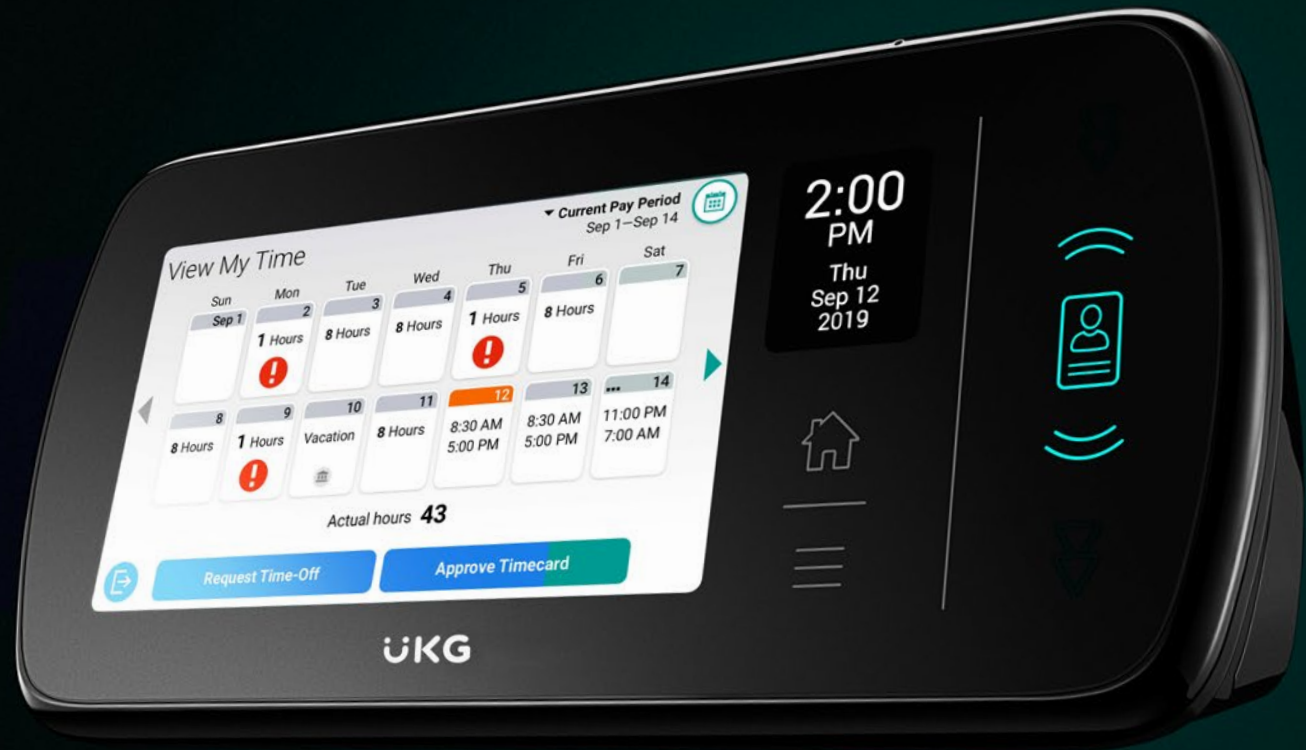 Current Pay Period
Sep 1—Sep 14
View My Time
Sun Mon Tue Wed Thu Fri Sat
Sep 1 2 3 4 5 6 7
1 Hours 8 Hours 8 Hours 1 Hours 8 Hours
!
!
8 9 10 11 12 13 ••• 14
8 Hours 1 Hours Vacation 8 Hours 8:30 AM 8:30 AM 11:00 PM
5:00 PM 5:00 PM 7:00 AM
!
Actual hours 43
Request Time-Off Approve Timecard
UKG
2:00
PM
Thu
Sep 12
2019